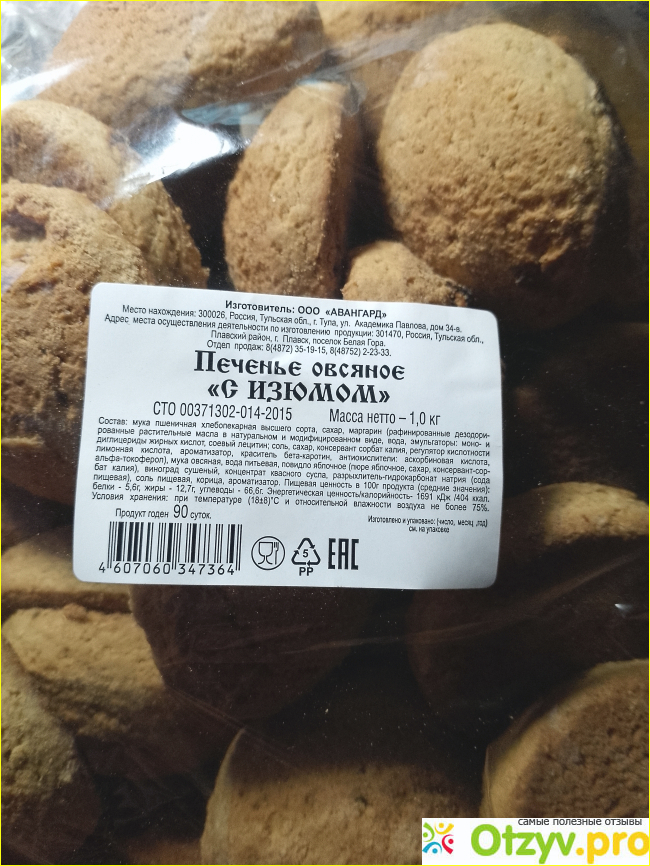 Изготовитель: ООО «АВАНГАРД»
Место нахождения: 300026, Россия, Тульская обл., г. Тула, ул. Академика Павлова, дом 34-а.
Адрес места осуществления деятельности по изготовлению продукции: 301470, Россия, Тульская обл.,
Плавский район, г. Плавск, поселок Белая Гора.
Отдел продаж: 8(4872) 35-19-15, 8(48752) 2-23-33.
Печенье овсяное
«С изюмом»
СТО 00371302-014-2015 Масса нетто – 1,0 кг
Состав: мука пшеничная хлебопекарная высшего сорта, сахар, маргарин (рафинированные дезодори-
рованные растительные масла в натуральном и модифицированном виде, вода, эмульгаторы: моно- и
диглицериды жирных кислот, соевый лецитин; соль, сахар, консервант сорбат калия, регулятор кислотности
лимонная кислота, ароматизатор, краситель бета-каротин, антиокислители: аскорбиновая кислота,
альфа-токоферол), мука овсяная, вода питьевая, повидло яблочное (пюре яблочное, сахар, консервант-сор-
бат калия), виноград сушеный, концентрат квасного сусла, разрыхлитель-гидрокарбонат натрия (сода
пищевая), соль пищевая, корица, ароматизатор. Пищевая ценность в 100г продукта (средние значения):
белки - 5,6г, жиры - 12,7г, углеводы - 66,6г. Энергетическая ценность/калорийность- 1691 кДж /404 ккал.
Условия хранения: при температуре (18±8)°С и относительной влажности воздуха не более 75%.
Продукт годен 90 суток.
Изготовлено и упаковано: (число, месяц ,год)
см. на упаковке
4 607060 347364
5
PP
EAC
самые полезные отзывы
Otzyv.pro